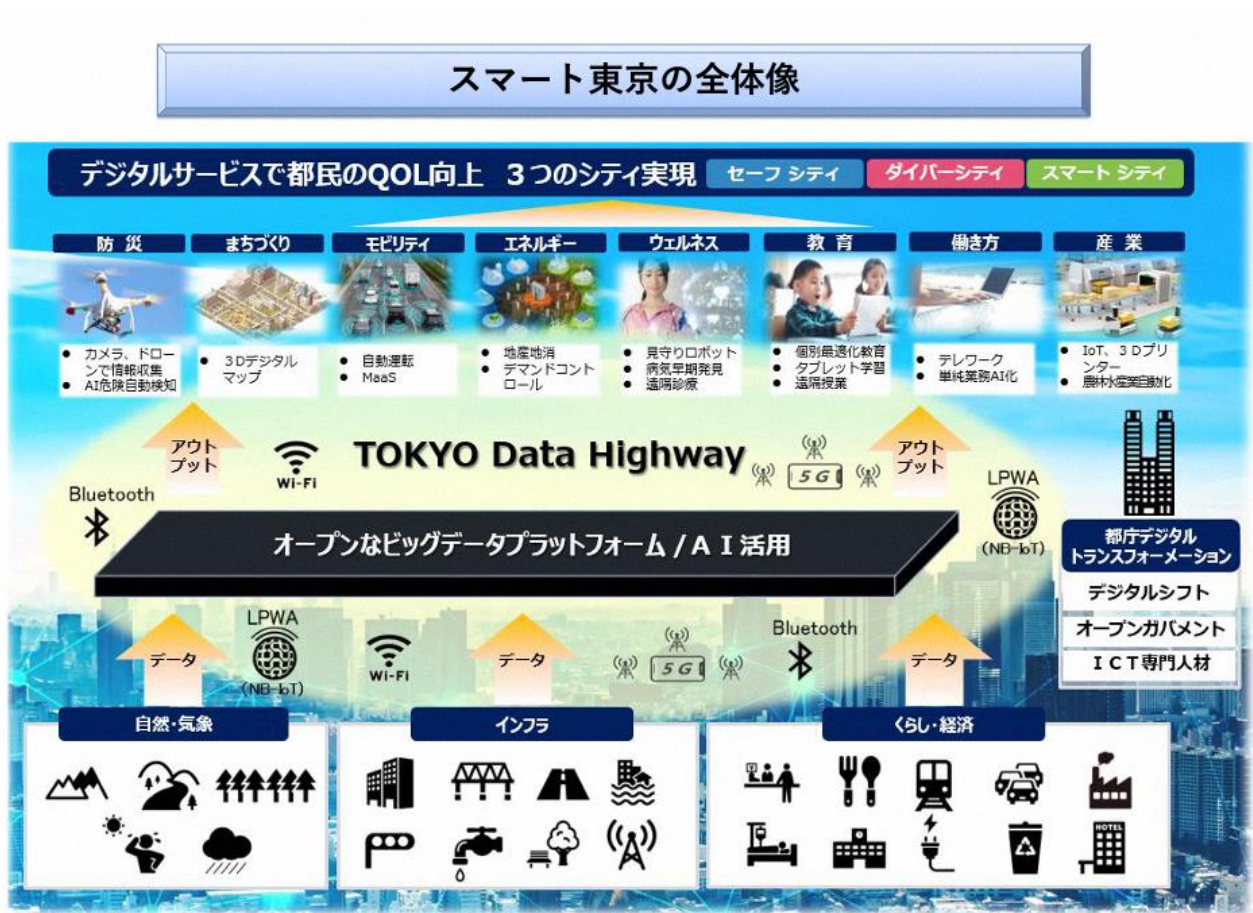 スマート東京の全体像
デジタルサービスで都民のQOL向上 3つのシティ実現 セーフ シティ ダイバーシティ スマート シティ
防 災
まちづくり
モビリティ
エネルギー
ウェルネス
教 育
働き方
産 業
● カメラ、ドロー
ンで情報収集
● AI危険自動検知
● 3Dデジタル
マップ
● 自動運転
● MaaS
● 地産地消
● デマンドコント
ロール
● 見守りロボット
● 病気早期発見
● 遠隔診療
● 個別最適化教育
● タブレット学習
● 遠隔授業
● テレワーク
● 単純業務AI化
● IoT、3Dプリ
ンター
● 農林水産業自動化
アウト
プット
Wi-Fi
TOKYO Data Highway
5G
アウト
プット
Bluetooth
LPWA
(NB-IoT)
オープンなビッグデータプラットフォーム/AI活用
都庁デジタル
トランスフォーメーション
デジタルシフト
オープンガバメント
ICT専門人材
データ
LPWA
(NB-IoT)
Wi-Fi
データ
5G
Bluetooth
データ
自然・気象
インフラ
くらし・経済
HOTEL